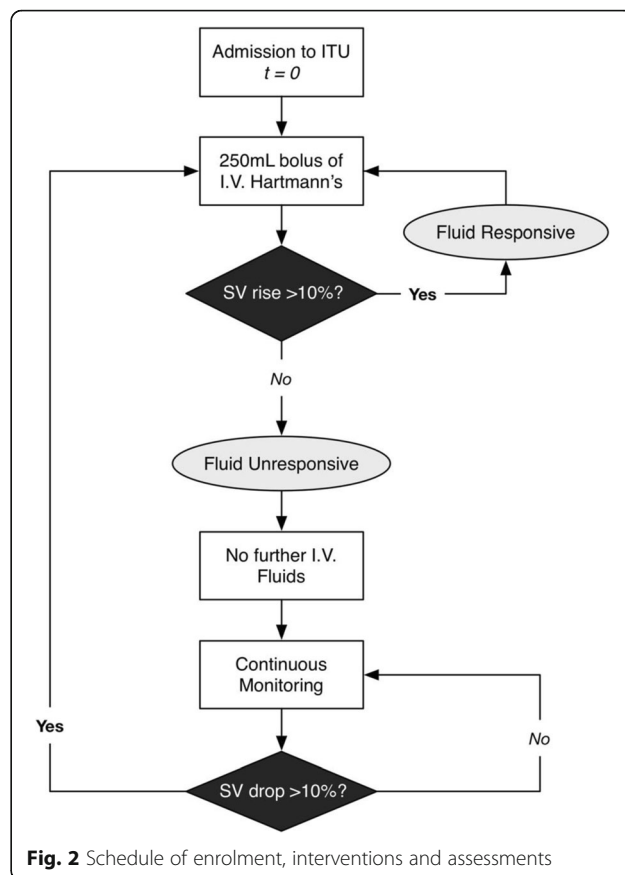 Admission to ITU
t = 0
250mL bolus of
I.V. Hartmann's
Fluid Responsive
SV rise >10%?
Yes
No
Fluid Unresponsive
No further I.V.
Fluids
Continuous
Monitoring
Yes
No
SV drop >10%?
Fig. 2 Schedule of enrolment, interventions and assessments